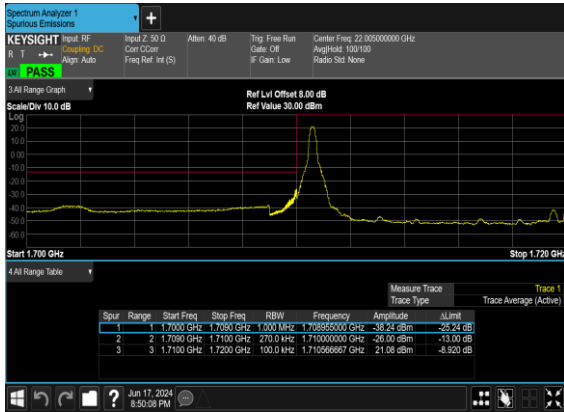 Spectrum Analyzer 1
Spurious Emissions
+
KEYSIGHT Input: RF Input Z: 50 Ω Atten: 40 dB Trig: Free Run Center Freq: 22.005000000 GHz
R T Coupling: DC Corr CCorr Gate: Off Avg|Hold: 100/100
Align: Auto Freq Ref: Int (S) IF Gain: Low Radio Std: None
LXI PASS
3 All Range Graph
Ref Lvl Offset 8.00 dB
Scale/Div 10.0 dB Ref Value 30.00 dBm
Log
20.0
10.0
0.00
-10.0
-20.0
-30.0
-40.0
-50.0
-60.0
Start 1.700 GHz Stop 1.720 GHz
4 All Range Table
Measure Trace Trace 1
Trace Type Trace Average (Active)
Spur Range Start Freq Stop Freq RBW Frequency Amplitude ΔLimit
1 1 1.7000 GHz 1.7090 GHz 1.000 MHz 1.708955000 GHz -38.24 dBm -25.24 dB
2 2 1.7090 GHz 1.7100 GHz 270.0 kHz 1.710000000 GHz -26.00 dBm -13.00 dB
3 3 1.7100 GHz 1.7200 GHz 100.0 kHz 1.710566667 GHz 21.08 dBm -8.920 dB
? Jun 17, 2024
8:50:08 PM